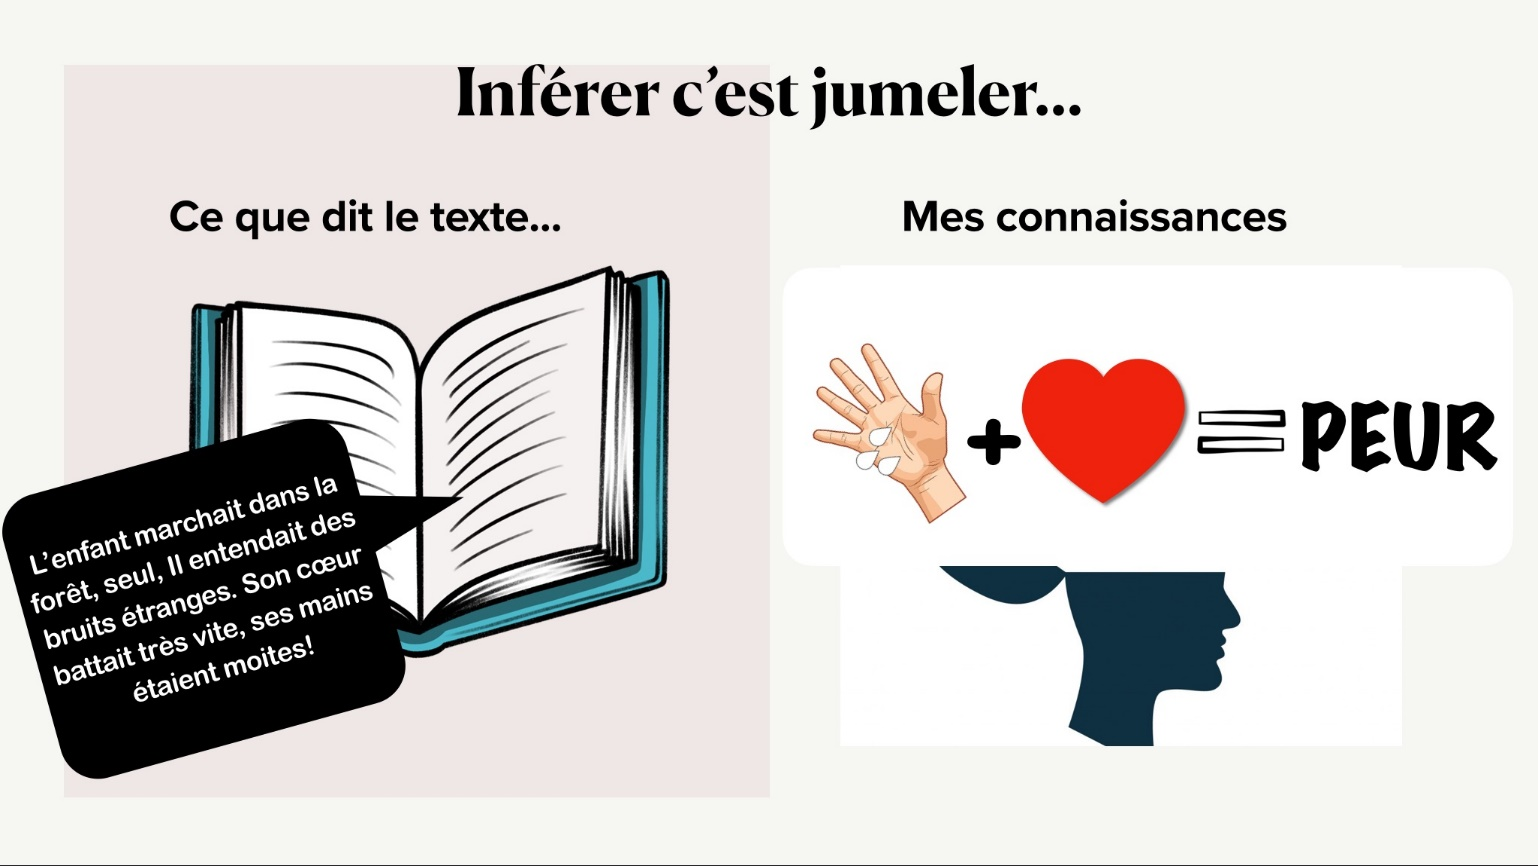 Inférer c’est jumeler...
Ce que dit le texte...
L’enfant marchait dans la
forêt, seul, Il entendait des
bruits étranges. Son cœur
battait très vite, ses mains
étaient moites!
Mes connaissances
+
=
PEUR